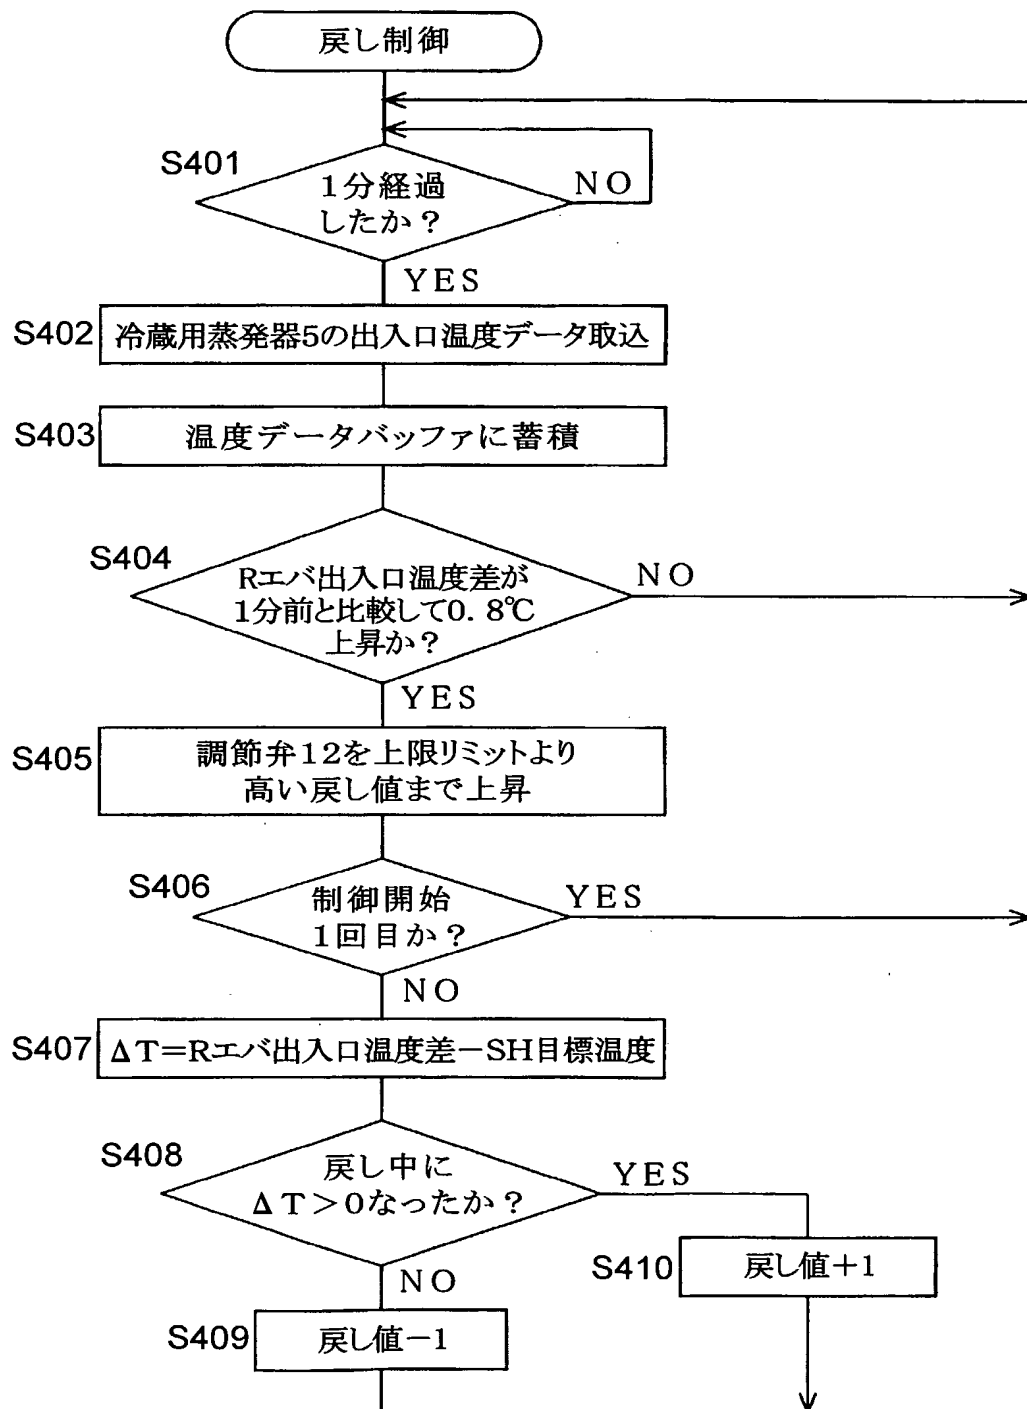 戻し制御
S401
1分経過
したか?
NO
YES
S402
冷蔵用蒸発器5の出入口温度データ取込
S403
温度データバッファに蓄積
S404
Rエバ出入口温度差が
1分前と比較して0.8℃
上昇か?
NO
YES
S405
調節弁12を上限リミットより
高い戻し値まで上昇
S406
制御開始
1回目か?
YES
NO
S407
ΔT=Rエバ出入口温度差-SH目標温度
S408
戻し中に
ΔT>0なったか?
YES
NO
S410
戻し値+1
S409
戻し値-1